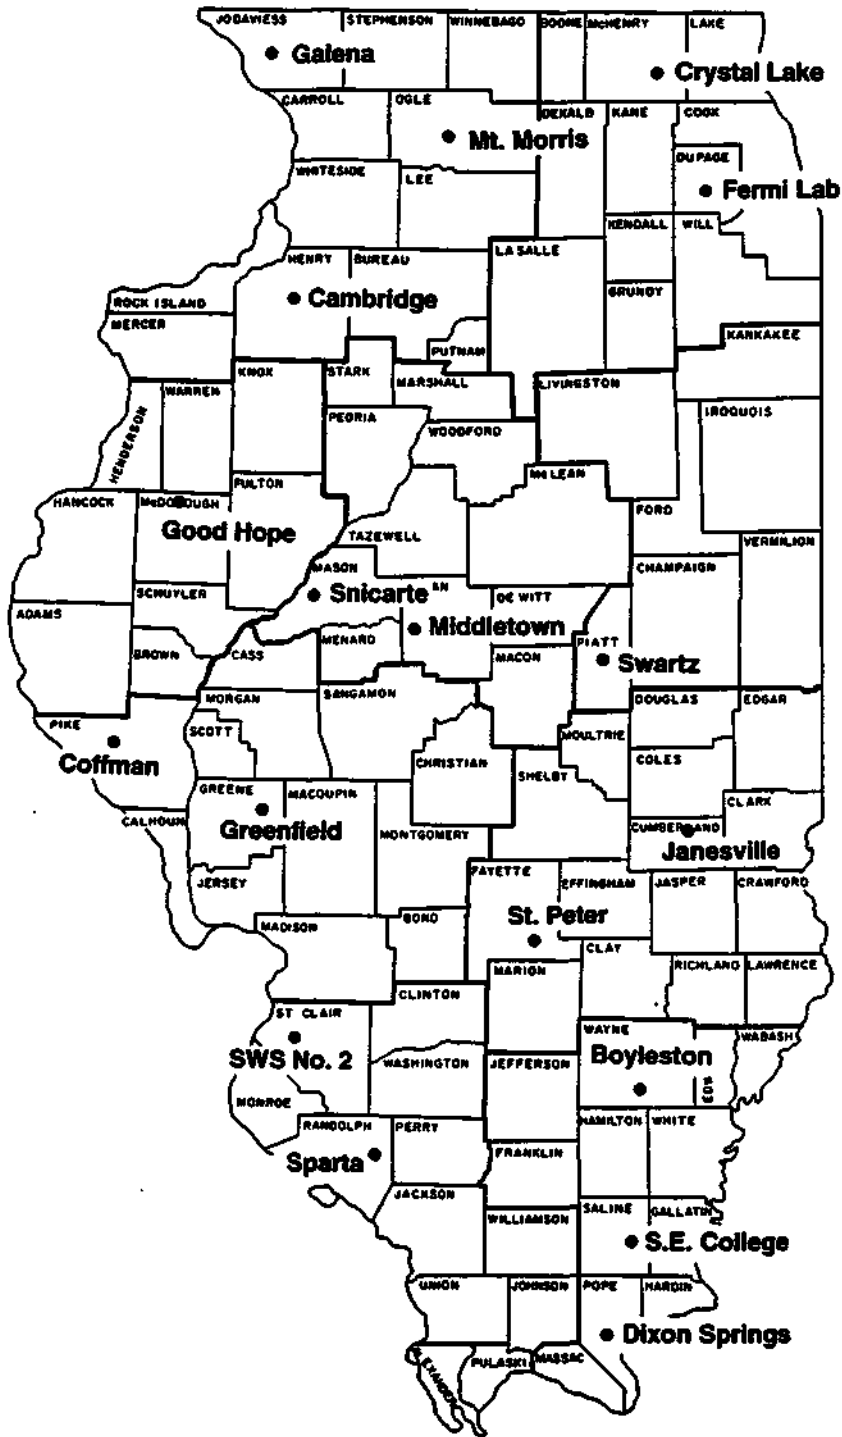 JODAVIESS
STEPHENSON
WINNEBAGO
BOONE
McHENRY
LAKE
Galena
Crystal Lake
CARROLL
OGLE
DEKALB
KANE
COOK
Mt. Morris
DUPAGE
WHITESIDE
LEE
Fermi Lab
KENDALL
WILL
HENRY
BUREAU
LA SALLE
ROCK ISLAND
Cambridge
GRUNDY
MERCER
PUTNAM
KANKAKEE
KNOX
STARK
MARSHALL
LIVINGSTON
WARREN
HENDERSON
PEORIA
WOODFORD
IROQUOIS
HANCOCK
FULTON
McLEAN
FORD
Good Hope
TAZEWELL
VERMILION
MASON
CHAMPAIGN
SCHUYLER
Snicarte
DE WITT
ADAMS
MENARD
Middletown
PIATT
BROWN
CASS
MACON
Swartz
MORGAN
SANGAMON
DOUGLAS
EDGAR
PIKE
SCOTT
MOULTRIE
Coffman
CHRISTIAN
SHELBY
COLES
GREENE
MACOUPIN
CLARK
CALHOUN
Greenfield
MONTGOMERY
CUMBERLAND
Janesville
JERSEY
FAYETTE
EFFINGHAM
JASPER
CRAWFORD
MADISON
BOND
St. Peter
CLAY
MARION
RICHLAND
LAWRENCE
CLINTON
ST CLAIR
WAYNE
WABASH
SWS No. 2
WASHINGTON
JEFFERSON
Boyleston
MONROE
RANDOLPH
PERRY
HAMILTON
WHITE
Sparta
FRANKLIN
JACKSON
SALINE
GALLATIN
WILLIAMSON
S.E. College
UNION
JOHNSON
POPE
HARDIN
Dixon Springs
ALEXANDER
PULASKI
MASSAC